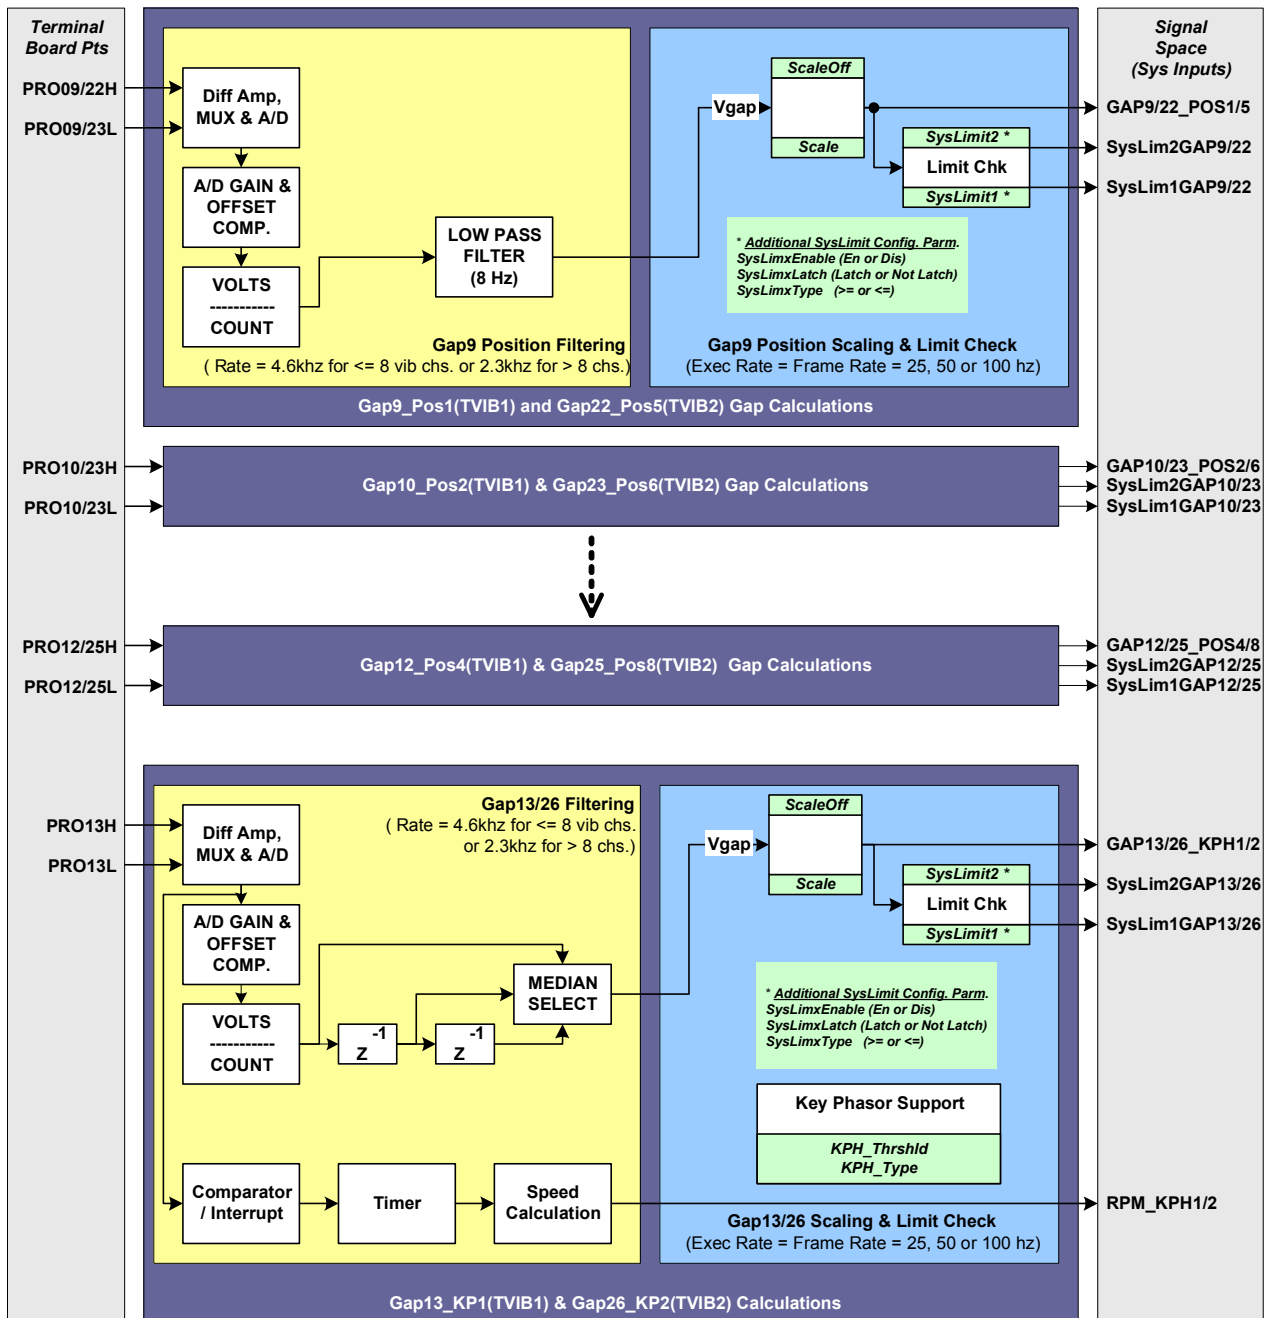 Terminal
Board Pts
Signal
Space
(Sys Inputs)
PRO09/22H
PRO09/23L
Diff Amp,
MUX & A/D
A/D GAIN &
OFFSET
COMP.
VOLTS
-----------
COUNT
LOW PASS
FILTER
(8 Hz)
Gap9 Position Filtering
( Rate = 4.6khz for <= 8 vib chs. or 2.3khz for > 8 chs.)
Vgap
ScaleOff
Scale
SysLimit2 *
Limit Chk
SysLimit1 *
* Additional SysLimit Config. Parm.
SysLimxEnable (En or Dis)
SysLimxLatch (Latch or Not Latch)
SysLimxType (>= or <=)
Gap9 Position Scaling & Limit Check
(Exec Rate = Frame Rate = 25, 50 or 100 hz)
Gap9_Pos1(TVIB1) and Gap22_Pos5(TVIB2) Gap Calculations
GAP9/22_POS1/5
SysLim2GAP9/22
SysLim1GAP9/22
PRO10/23H
PRO10/23L
Gap10_Pos2(TVIB1) & Gap23_Pos6(TVIB2) Gap Calculations
GAP10/23_POS2/6
SysLim2GAP10/23
SysLim1GAP10/23
PRO12/25H
PRO12/25L
Gap12_Pos4(TVIB1) & Gap25_Pos8(TVIB2) Gap Calculations
GAP12/25_POS4/8
SysLim2GAP12/25
SysLim1GAP12/25
PRO13H
PRO13L
Diff Amp,
MUX & A/D
Gap13/26 Filtering
( Rate = 4.6khz for <= 8 vib chs.
or 2.3khz for > 8 chs.)
A/D GAIN &
OFFSET
COMP.
VOLTS
-----------
COUNT
Z -1
Z -1
MEDIAN
SELECT
Vgap
ScaleOff
Scale
SysLimit2 *
Limit Chk
SysLimit1 *
* Additional SysLimit Config. Parm.
SysLimxEnable (En or Dis)
SysLimxLatch (Latch or Not Latch)
SysLimxType (>= or <=)
Key Phasor Support
KPH_Thrshld
KPH_Type
Comparator
/ Interrupt
Timer
Speed
Calculation
Gap13/26 Scaling & Limit Check
(Exec Rate = Frame Rate = 25, 50 or 100 hz)
GAP13/26_KPH1/2
SysLim2GAP13/26
SysLim1GAP13/26
RPM_KPH1/2
Gap13_KP1(TVIB1) & Gap26_KP2(TVIB2) Calculations